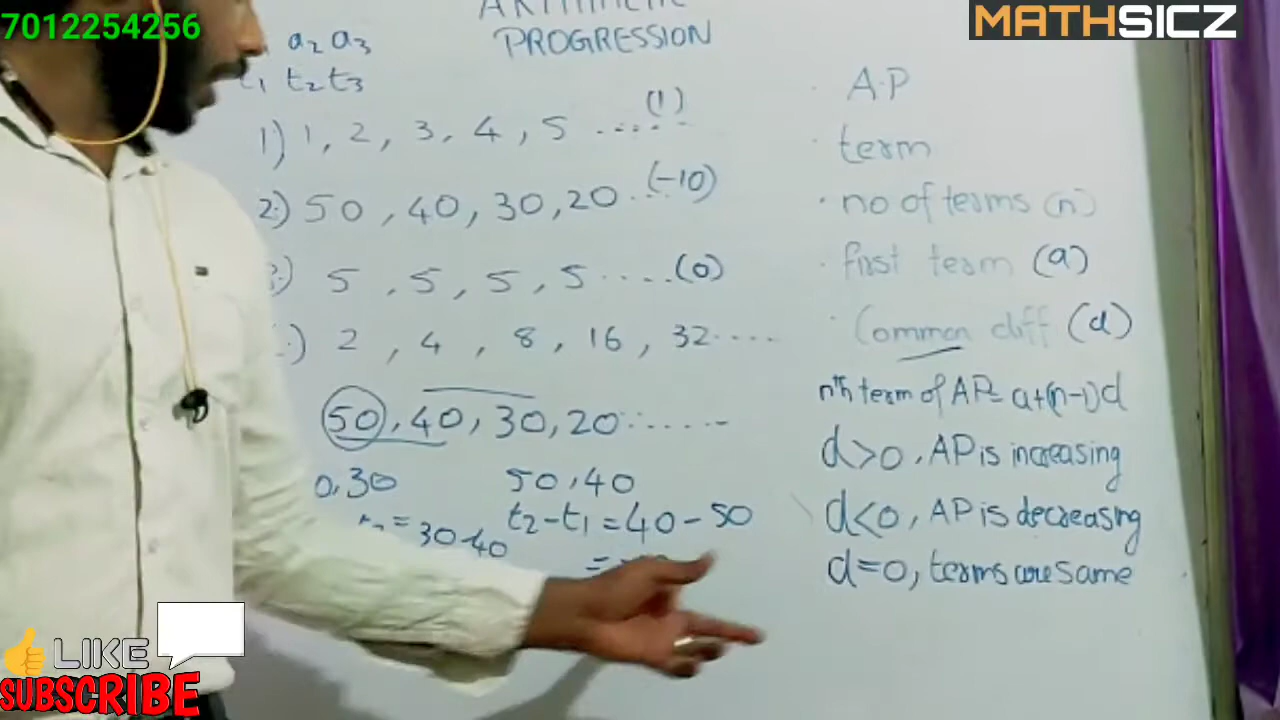 7012254256
MATHSICZ
PROGRESSION
a2 a3
t2 t3
1) 1, 2, 3, 4, 5 ...... (1)
2) 50, 40, 30, 20 ... (-10)
5, 5, 5, 5 .... (0)
2, 4, 8, 16, 32 ....
50, 40, 30, 20 ......
0,30
50,40
t2-t1 = 40-50
= 30-40
=
A.P
term
no of terms (n)
first term (a)
Common diff (d)
nth term of AP= a+(n-1)d
d>0, AP is increasing
d<0, AP is decreasing
d=0, terms are same
LIKE
SUBSCRIBE